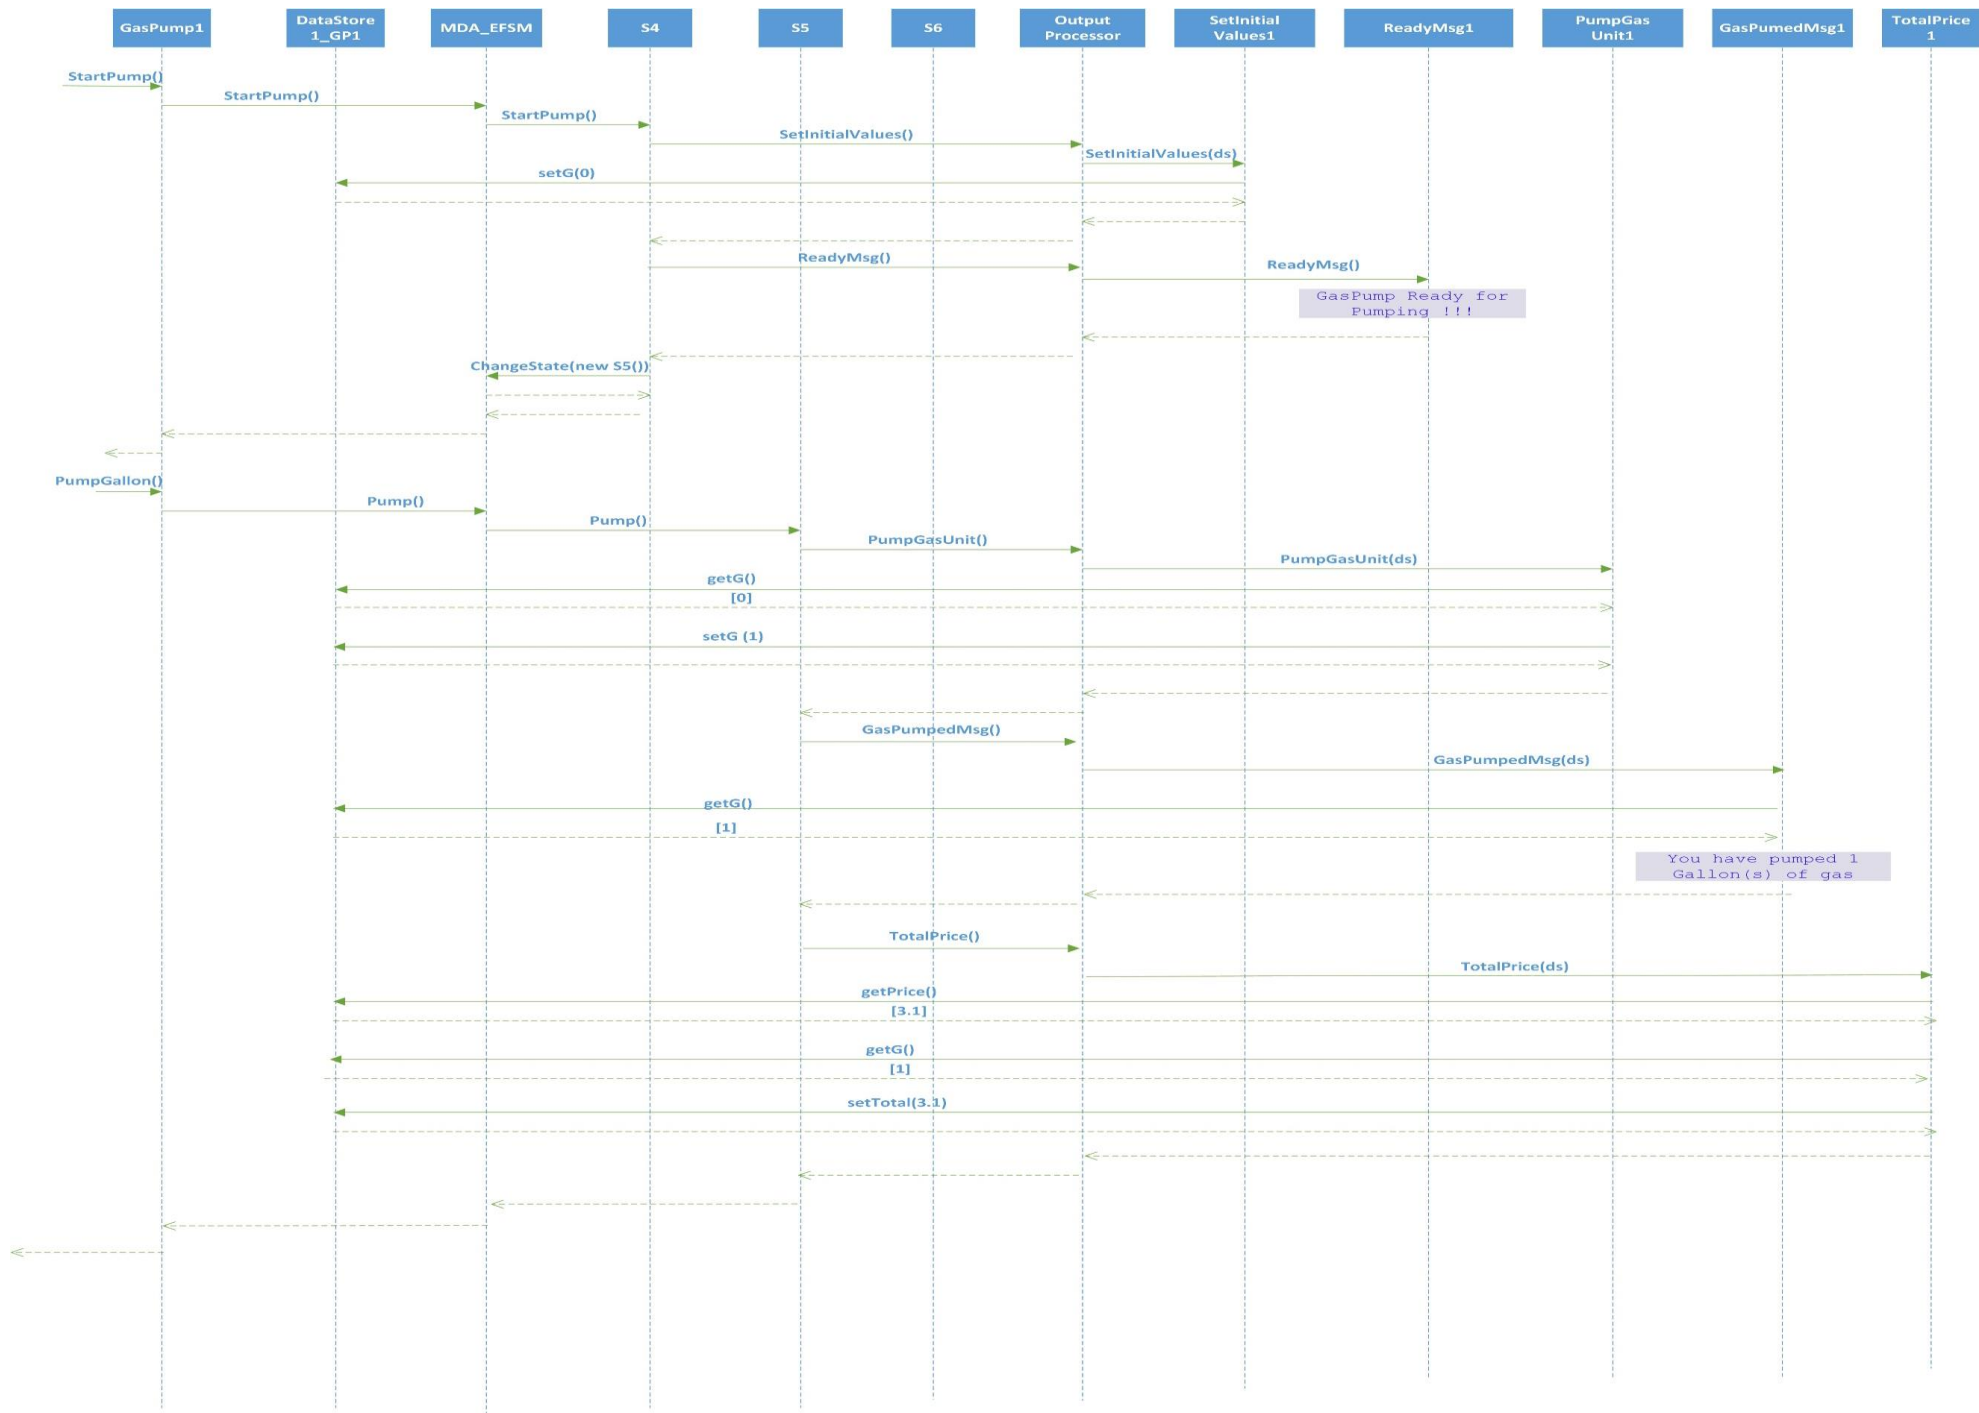 GasPump1
DataStore
1_GP1
MDA_EFSM
S4
S5
S6
Output
Processor
SetInitial
Values1
ReadyMsg1
PumpGas
Unit1
GasPumedMsg1
TotalPrice
1
StartPump()
StartPump()
StartPump()
SetInitialValues()
SetInitialValues(ds)
setG(0)
ReadyMsg()
ReadyMsg()
GasPump Ready for
Pumping !!!
ChangeState(new S5())
PumpGallon()
Pump()
Pump()
PumpGasUnit()
PumpGasUnit(ds)
getG()
[0]
setG (1)
GasPumpedMsg()
GasPumpedMsg(ds)
getG()
[1]
You have pumped 1
Gallon(s) of gas
TotalPrice()
TotalPrice(ds)
getPrice()
[3.1]
getG()
[1]
setTotal(3.1)